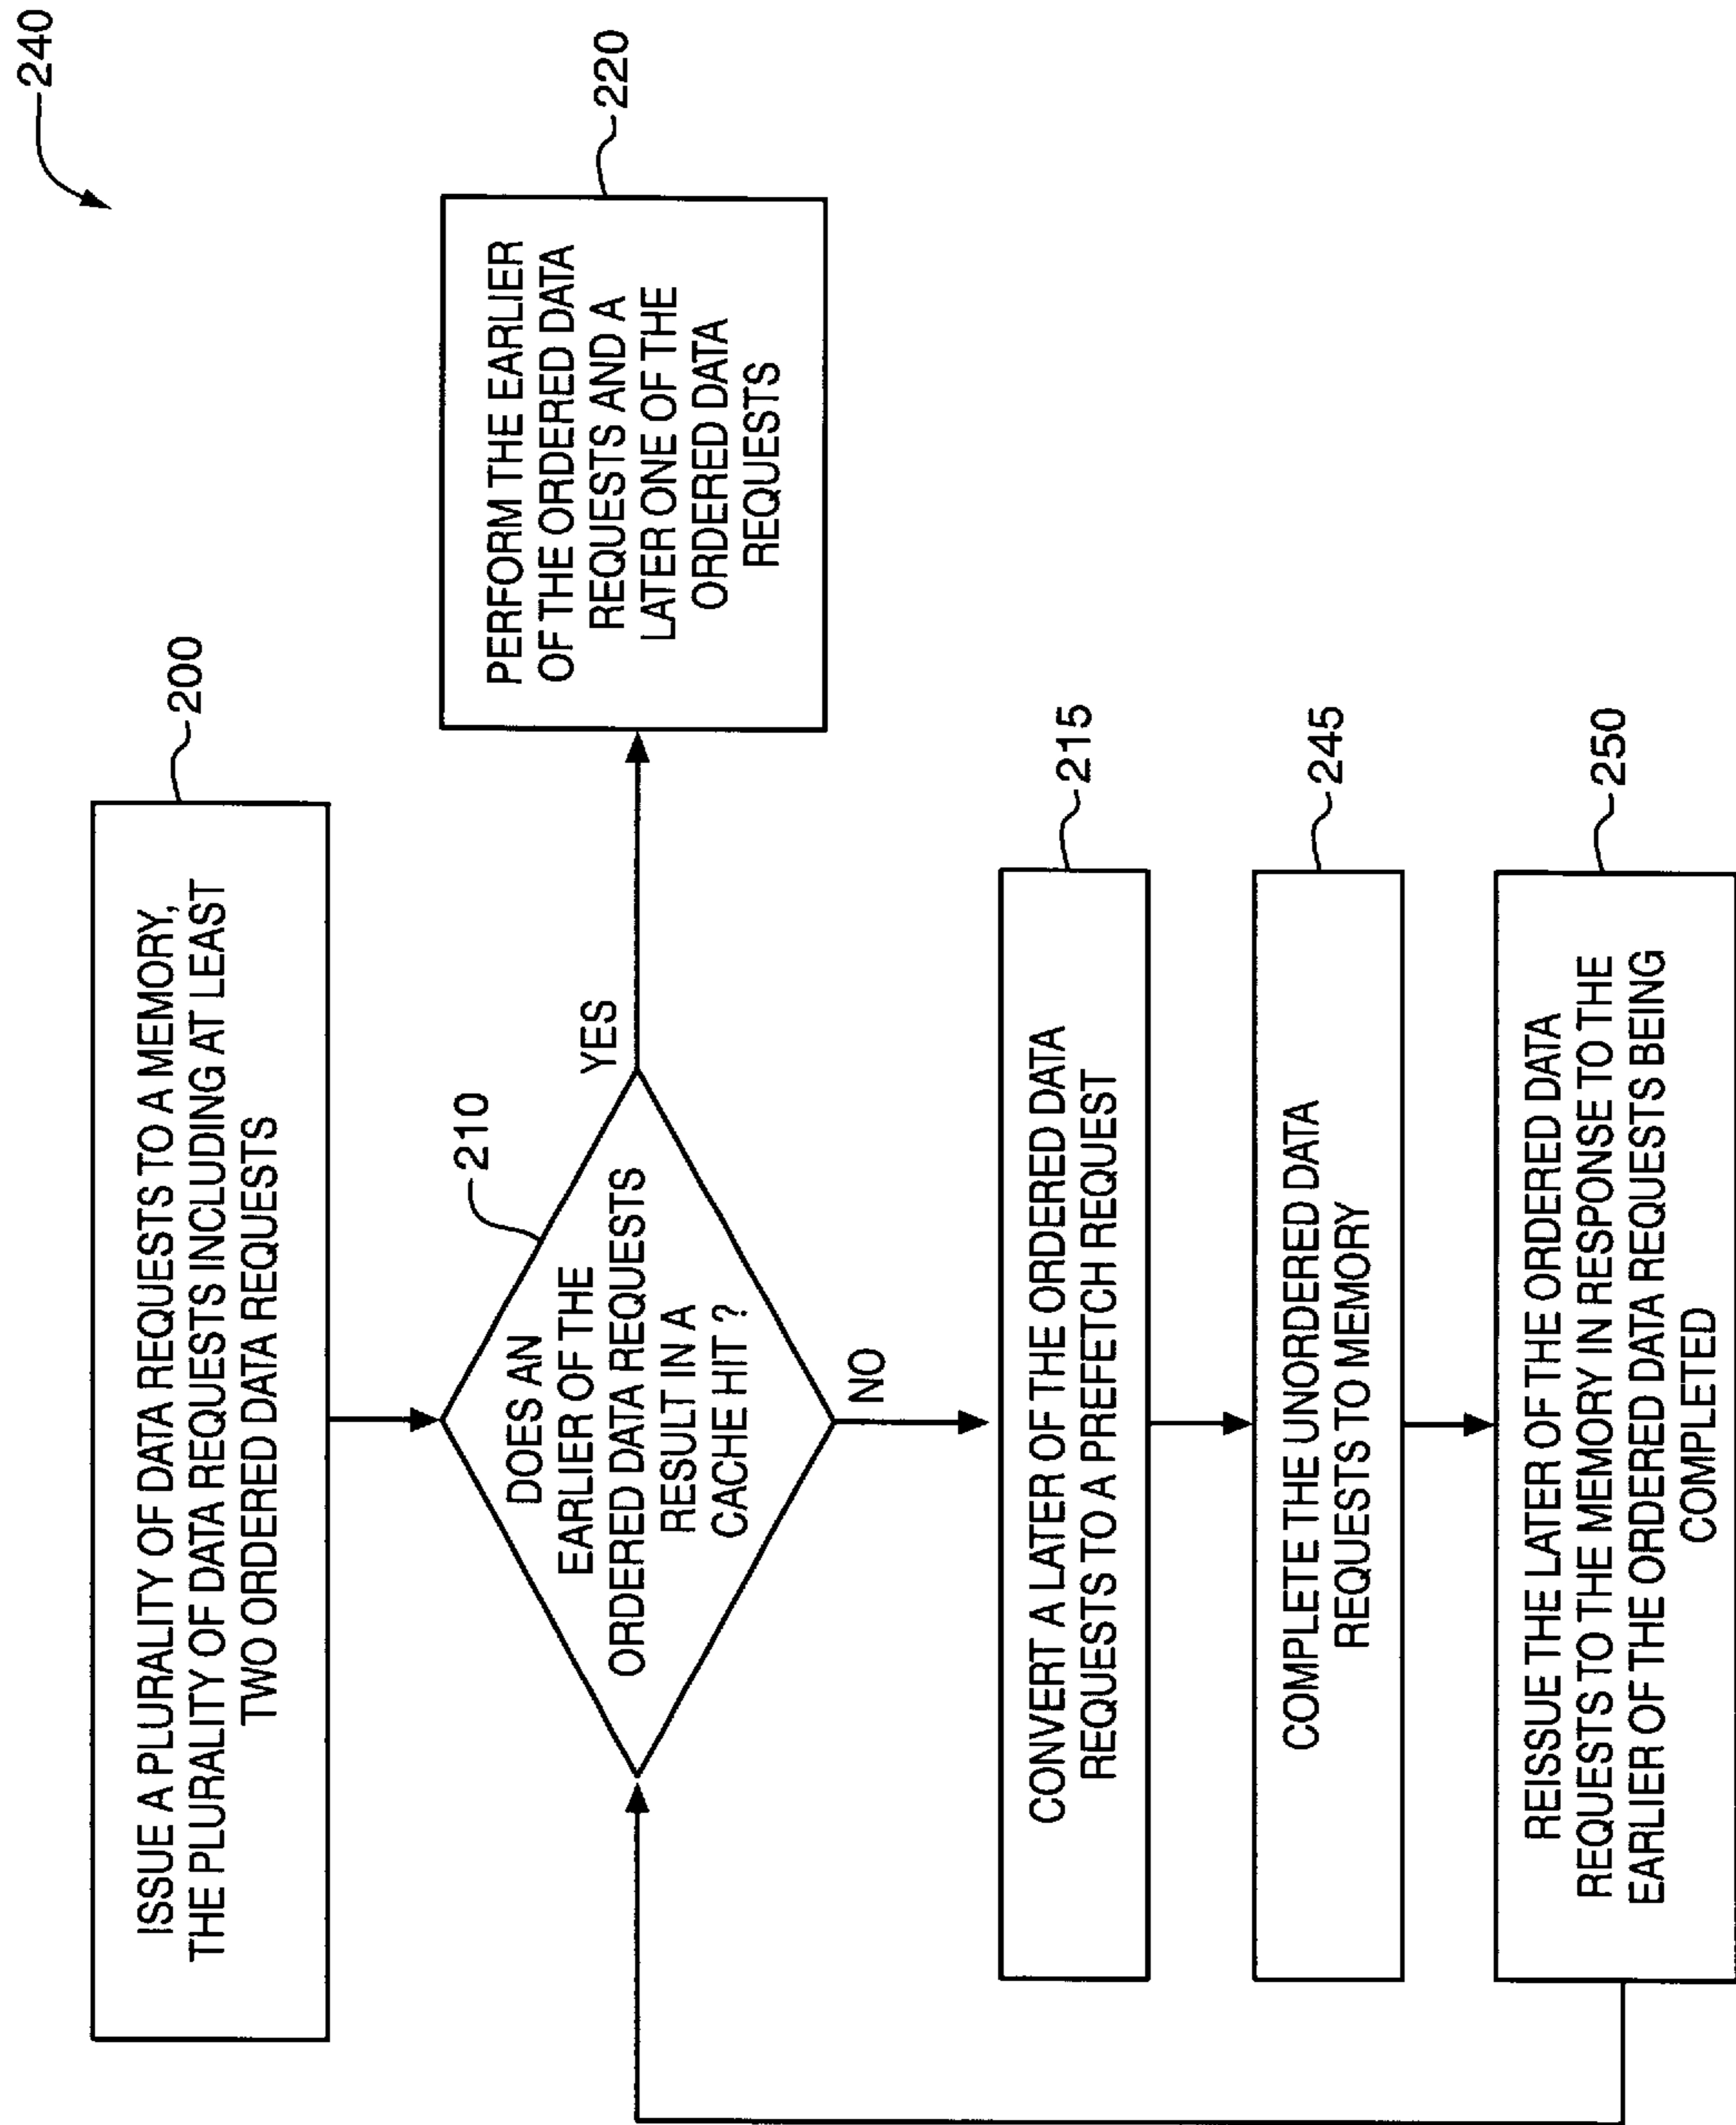 240
ISSUE A PLURALITY OF DATA REQUESTS TO A MEMORY,
THE PLURALITY OF DATA REQUESTS INCLUDING AT LEAST
TWO ORDERED DATA REQUESTS
200
DOES AN
EARLIER OF THE
ORDERED DATA REQUESTS
RESULT IN A
CACHE HIT ?
210
YES
PERFORM THE EARLIER
OF THE ORDERED DATA
REQUESTS AND A
LATER ONE OF THE
ORDERED DATA
REQUESTS
220
NO
CONVERT A LATER OF THE ORDERED DATA
REQUESTS TO A PREFETCH REQUEST
215
COMPLETE THE UNORDERED DATA
REQUESTS TO MEMORY
245
REISSUE THE LATER OF THE ORDERED DATA
REQUESTS TO THE MEMORY IN RESPONSE TO THE
EARLIER OF THE ORDERED DATA REQUESTS BEING
COMPLETED
250